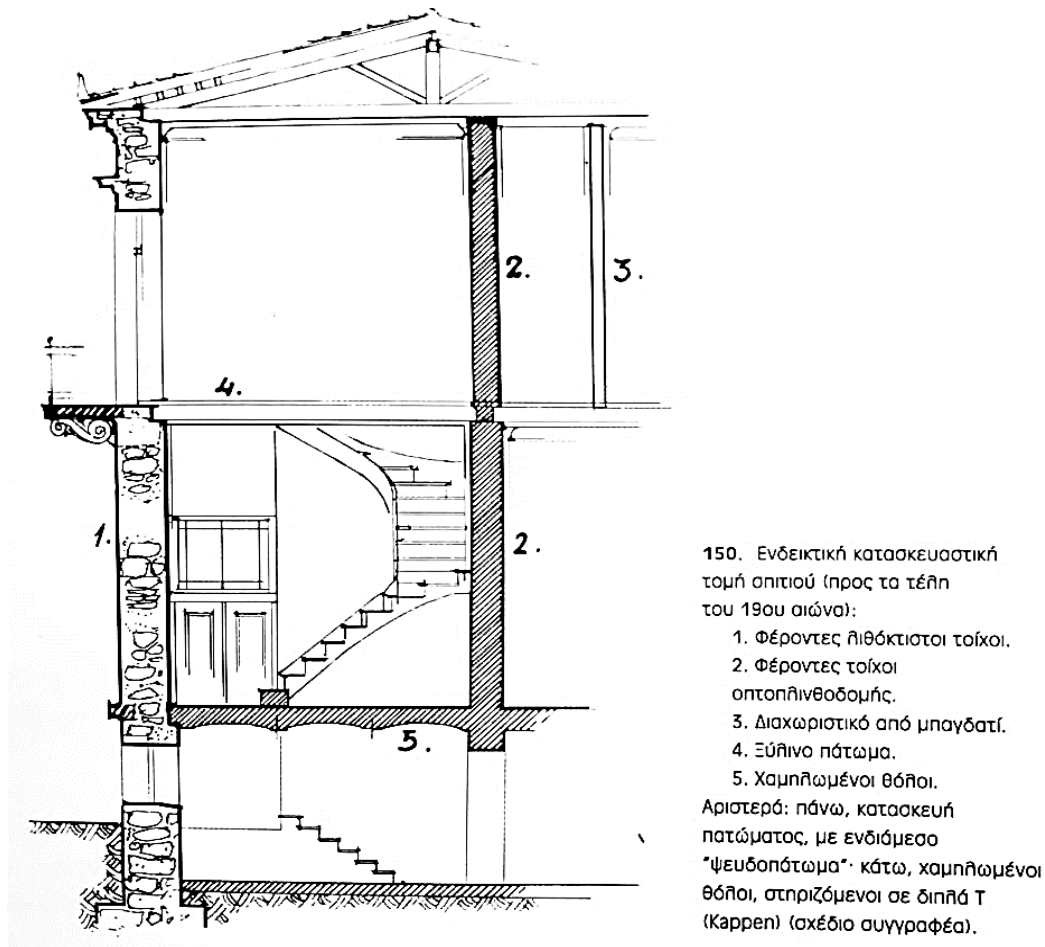 2.
3.
4.
1.
2.
5.
150. Ενδεικτική κατασκευαστική
τομή σπιτιού (προς τα τέλη
του 19ου αιώνα):
1. Φέροντες λιθόκτιστοι τοίχοι.
2. Φέροντες τοίχοι
οπτοπλινθοδομής.
3. Διαχωριστικό από μπαγδατί.
4. Ξύλινο πάτωμα.
5. Χαμηλωμένοι θόλοι.
Αριστερά: πάνω, κατασκευή
πατώματος, με ενδιάμεσο
"ψευδοπάτωμα"· κάτω, χαμηλωμένοι
θόλοι, στηριζόμενοι σε διπλά Τ
(Kappen) (σχέδιο συγγραφέα).